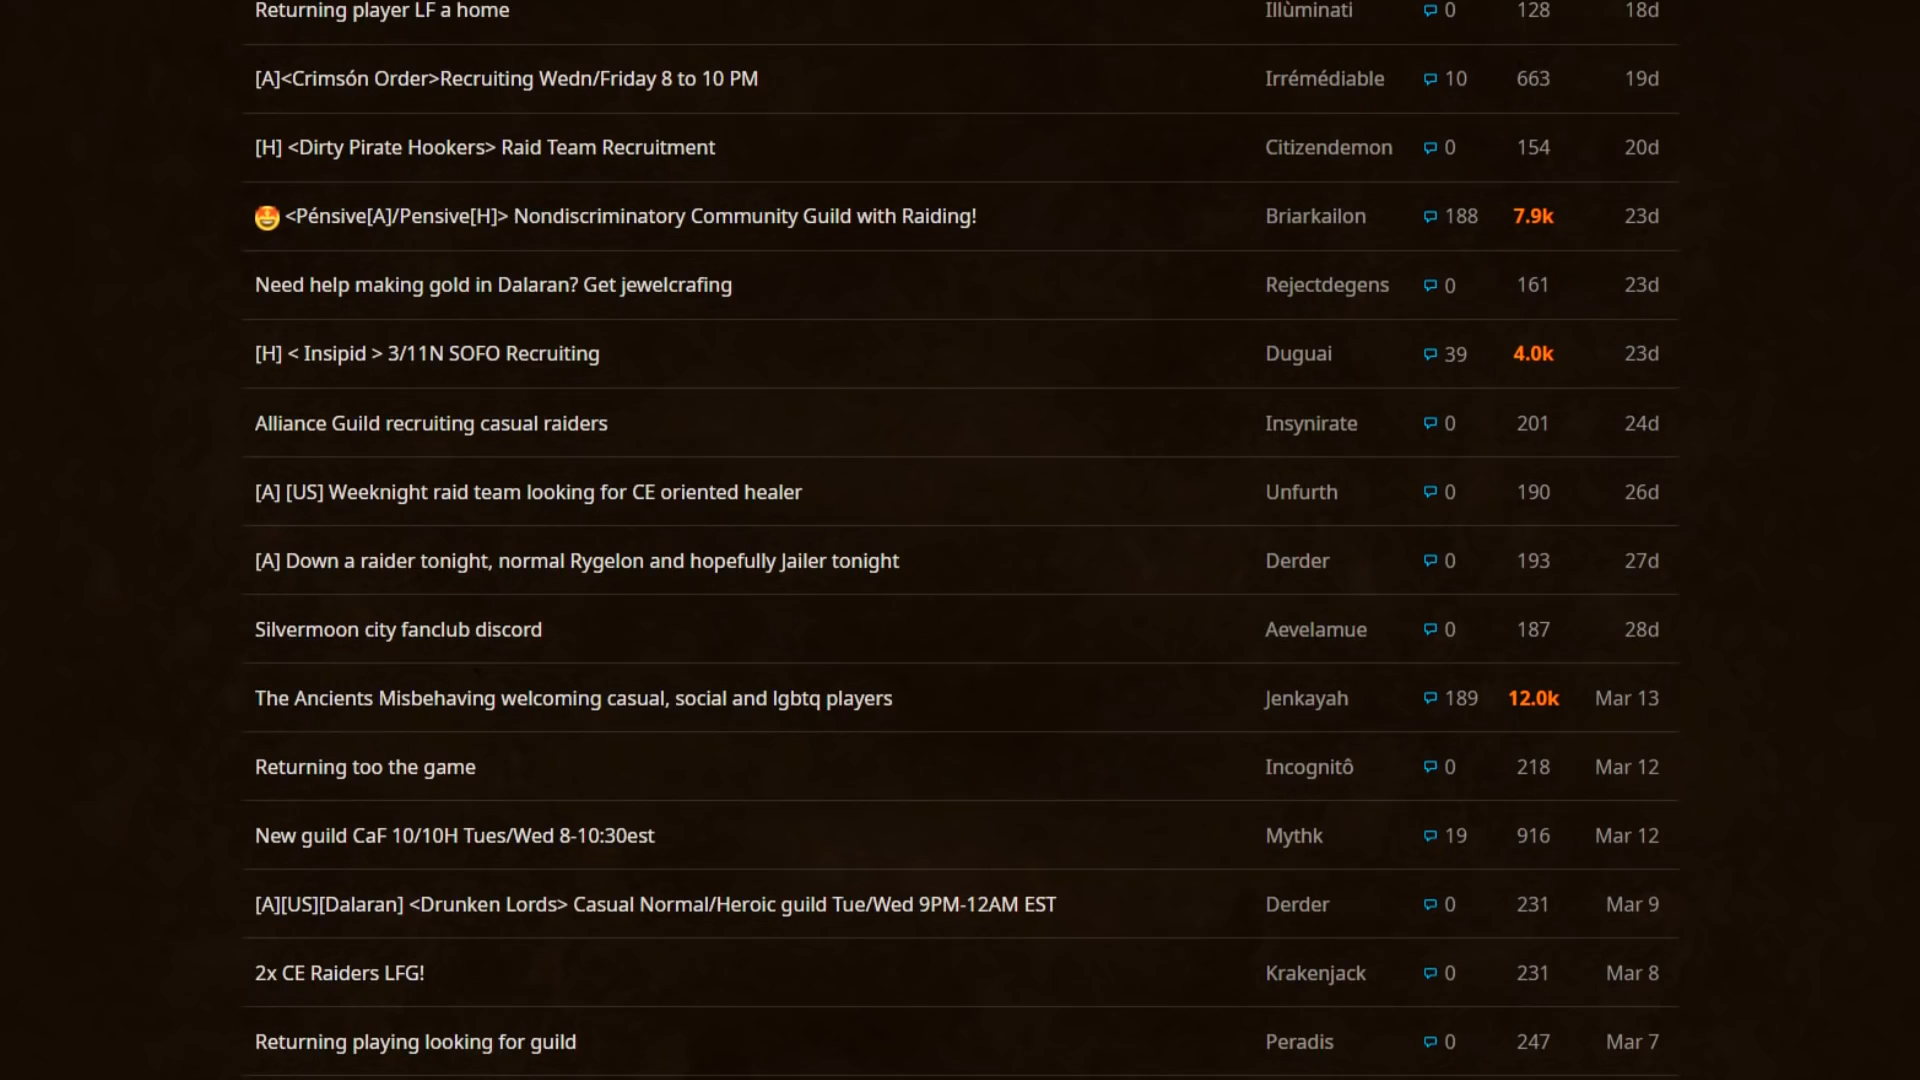 Returning player LF a home Illùminati 0 128 18d
[A]<Crimsón Order>Recruiting Wedn/Friday 8 to 10 PM Irrémédiable 10 663 19d
[H] <Dirty Pirate Hookers> Raid Team Recruitment Citizendemon 0 154 20d
🤩 <Pénsive[A]/Pensive[H]> Nondiscriminatory Community Guild with Raiding! Briarkailon 188 7.9k 23d
Need help making gold in Dalaran? Get jewelcrafing Rejectdegens 0 161 23d
[H] < Insipid > 3/11N SOFO Recruiting Duguai 39 4.0k 23d
Alliance Guild recruiting casual raiders Insynirate 0 201 24d
[A] [US] Weeknight raid team looking for CE oriented healer Unfurth 0 190 26d
[A] Down a raider tonight, normal Rygelon and hopefully Jailer tonight Derder 0 193 27d
Silvermoon city fanclub discord Aevelamue 0 187 28d
The Ancients Misbehaving welcoming casual, social and lgbtq players Jenkayah 189 12.0k Mar 13
Returning too the game Incognitô 0 218 Mar 12
New guild CaF 10/10H Tues/Wed 8-10:30est Mythk 19 916 Mar 12
[A][US][Dalaran] <Drunken Lords> Casual Normal/Heroic guild Tue/Wed 9PM-12AM EST Derder 0 231 Mar 9
2x CE Raiders LFG! Krakenjack 0 231 Mar 8
Returning playing looking for guild Peradis 0 247 Mar 7